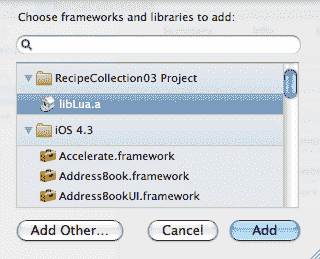 Choose frameworks and libraries to add:
RecipeCollection03 Project
libLua.a
iOS 4.3
Accelerate.framework
AddressBook.framework
AddressBookUI.framework
Add Other...
Cancel
Add